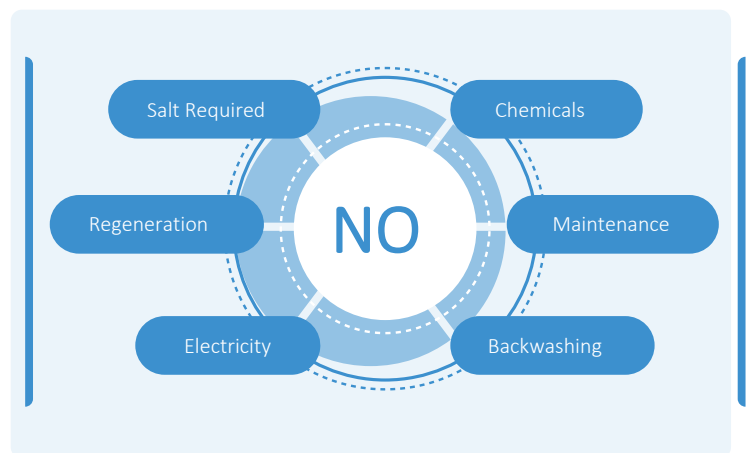 Salt Required
Chemicals
Regeneration
NO
Maintenance
Electricity
Backwashing